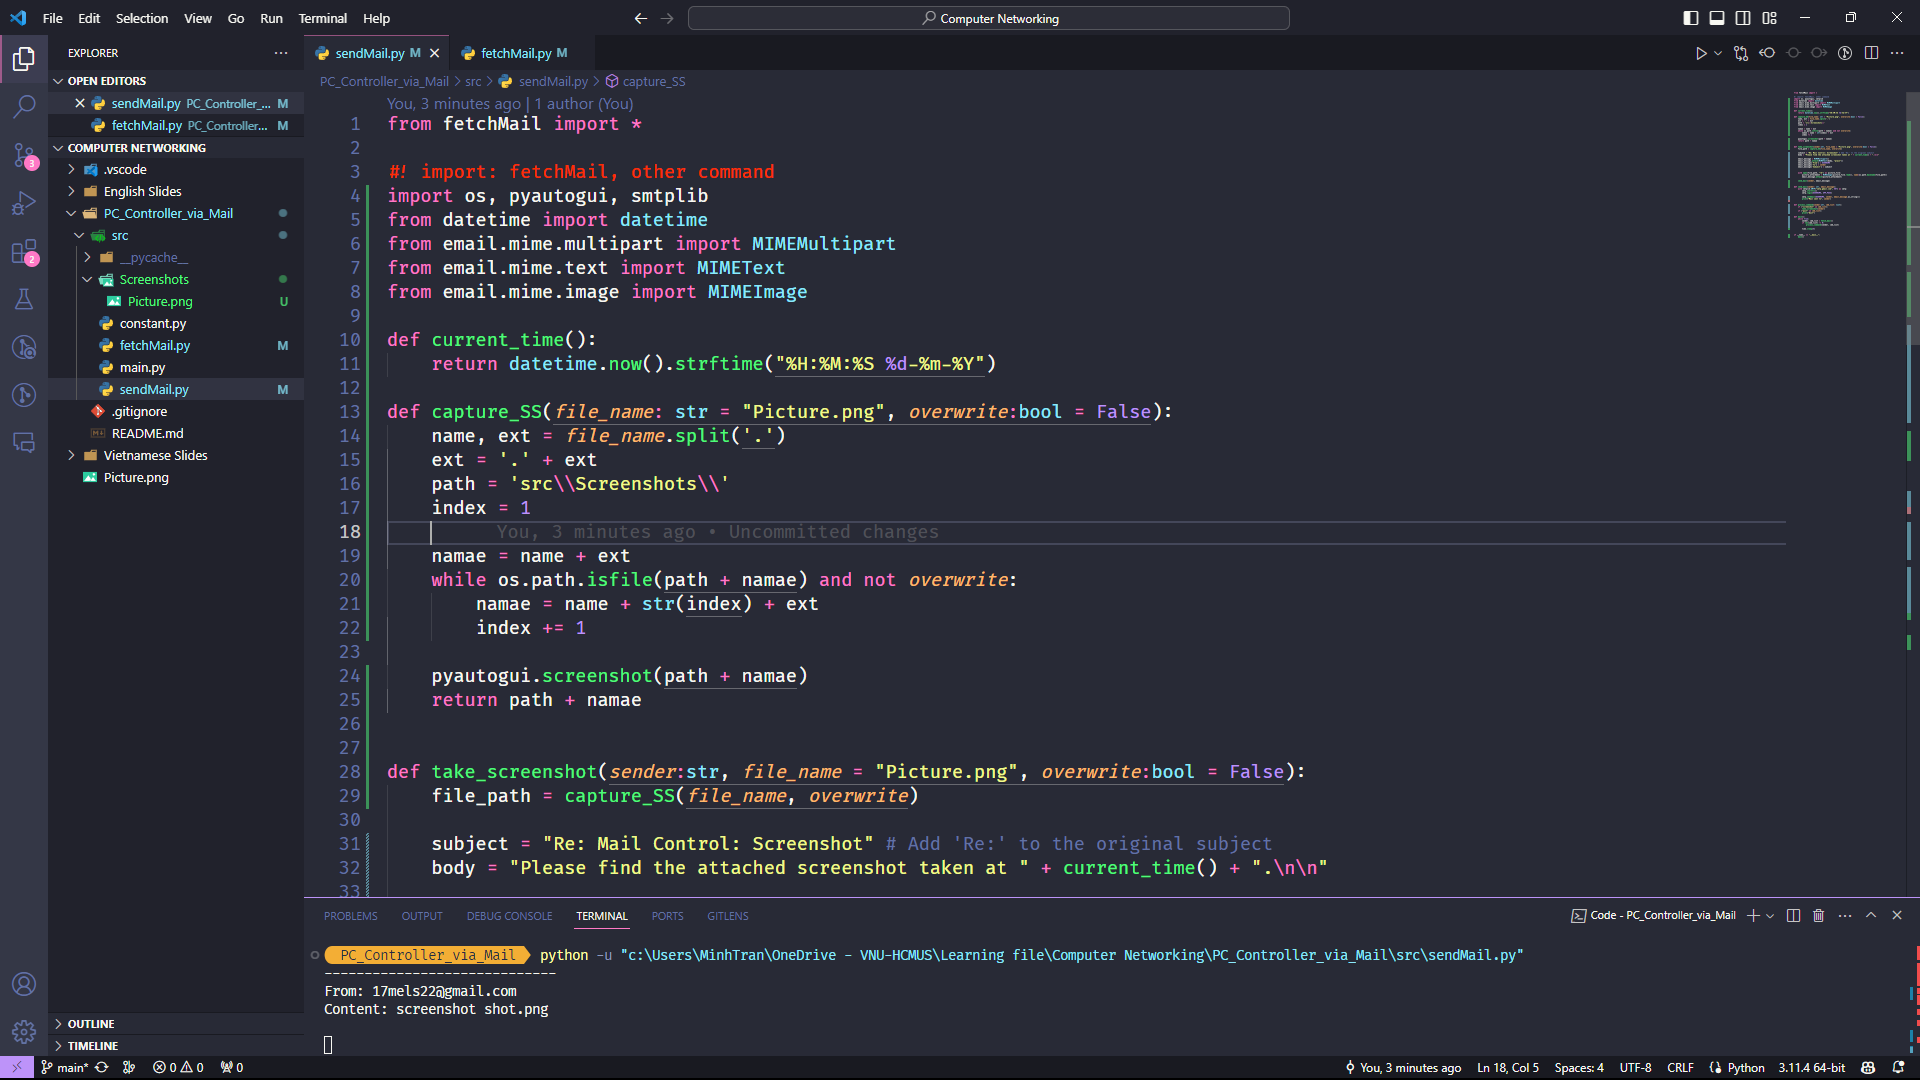 File Edit Selection View Go Run Terminal Help
Computer Networking
EXPLORER
OPEN EDITORS
sendMail.py PC_Controller_... M
fetchMail.py PC_Controller... M
COMPUTER NETWORKING
.vscode
English Slides
PC_Controller_via_Mail
src
__pycache__
Screenshots
Picture.png U
constant.py
fetchMail.py M
main.py
sendMail.py M
.gitignore
README.md
Vietnamese Slides
Picture.png
OUTLINE
TIMELINE
3
2
sendMail.py M
fetchMail.py M
PC_Controller_via_Mail > src > sendMail.py > capture_SS
You, 3 minutes ago | 1 author (You)
1 from fetchMail import *
2
3 #! import: fetchMail, other command
4 import os, pyautogui, smtplib
5 from datetime import datetime
6 from email.mime.multipart import MIMEMultipart
7 from email.mime.text import MIMEText
8 from email.mime.image import MIMEImage
9
10 def current_time():
11 return datetime.now().strftime("%H:%M:%S %d-%m-%Y")
12
13 def capture_SS(file_name: str = "Picture.png", overwrite:bool = False):
14 name, ext = file_name.split('.')
15 ext = '.' + ext
16 path = 'src\\Screenshots\\'
17 index = 1
18 You, 3 minutes ago • Uncommitted changes
19 namae = name + ext
20 while os.path.isfile(path + namae) and not overwrite:
21 namae = name + str(index) + ext
22 index += 1
23
24 pyautogui.screenshot(path + namae)
25 return path + namae
26
27
28 def take_screenshot(sender:str, file_name = "Picture.png", overwrite:bool = False):
29 file_path = capture_SS(file_name, overwrite)
30
31 subject = "Re: Mail Control: Screenshot" # Add 'Re:' to the original subject
32 body = "Please find the attached screenshot taken at " + current_time() + ".\n\n"
33
PROBLEMS OUTPUT DEBUG CONSOLE TERMINAL PORTS GITLENS
Code - PC_Controller_via_Mail
PC_Controller_via_Mail python -u "c:\Users\MinhTran\OneDrive - VNU-HCMUS\Learning file\Computer Networking\PC_Controller_via_Mail\src\sendMail.py"
-----------------------------
From: 17mels22@gmail.com
Content: screenshot shot.png
main* 0 0 0
You, 3 minutes ago Ln 18, Col 5 Spaces: 4 UTF-8 CRLF Python 3.11.4 64-bit